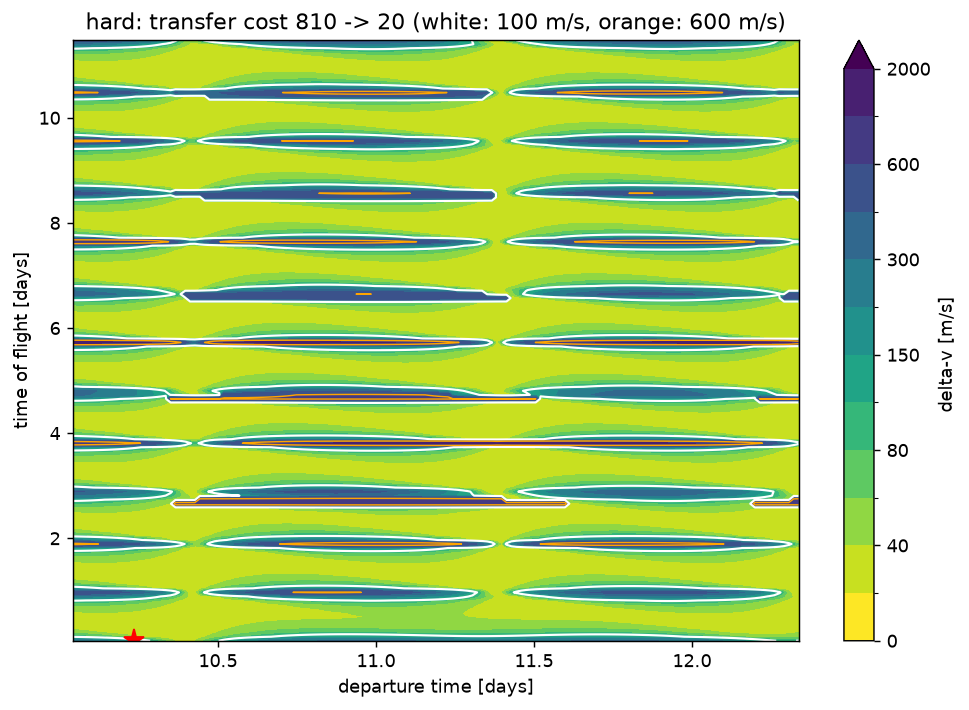 hard: transfer cost 810 -> 20 (white: 100 m/s, orange: 600 m/s)
time of flight [days]
10
8
6
4
2
10.5 11.0 11.5 12.0
departure time [days]
2000
600
300
150
80
40
0
delta-v [m/s]